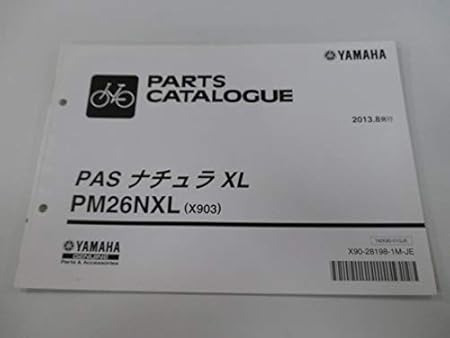 PARTS
CATALOGUE
YAMAHA
2013.8発行
PAS ナチュラ XL
PM26NXL (X903)
YAMAHA
GENUINE
Parts & Accessories
X90-28198-1M-JE